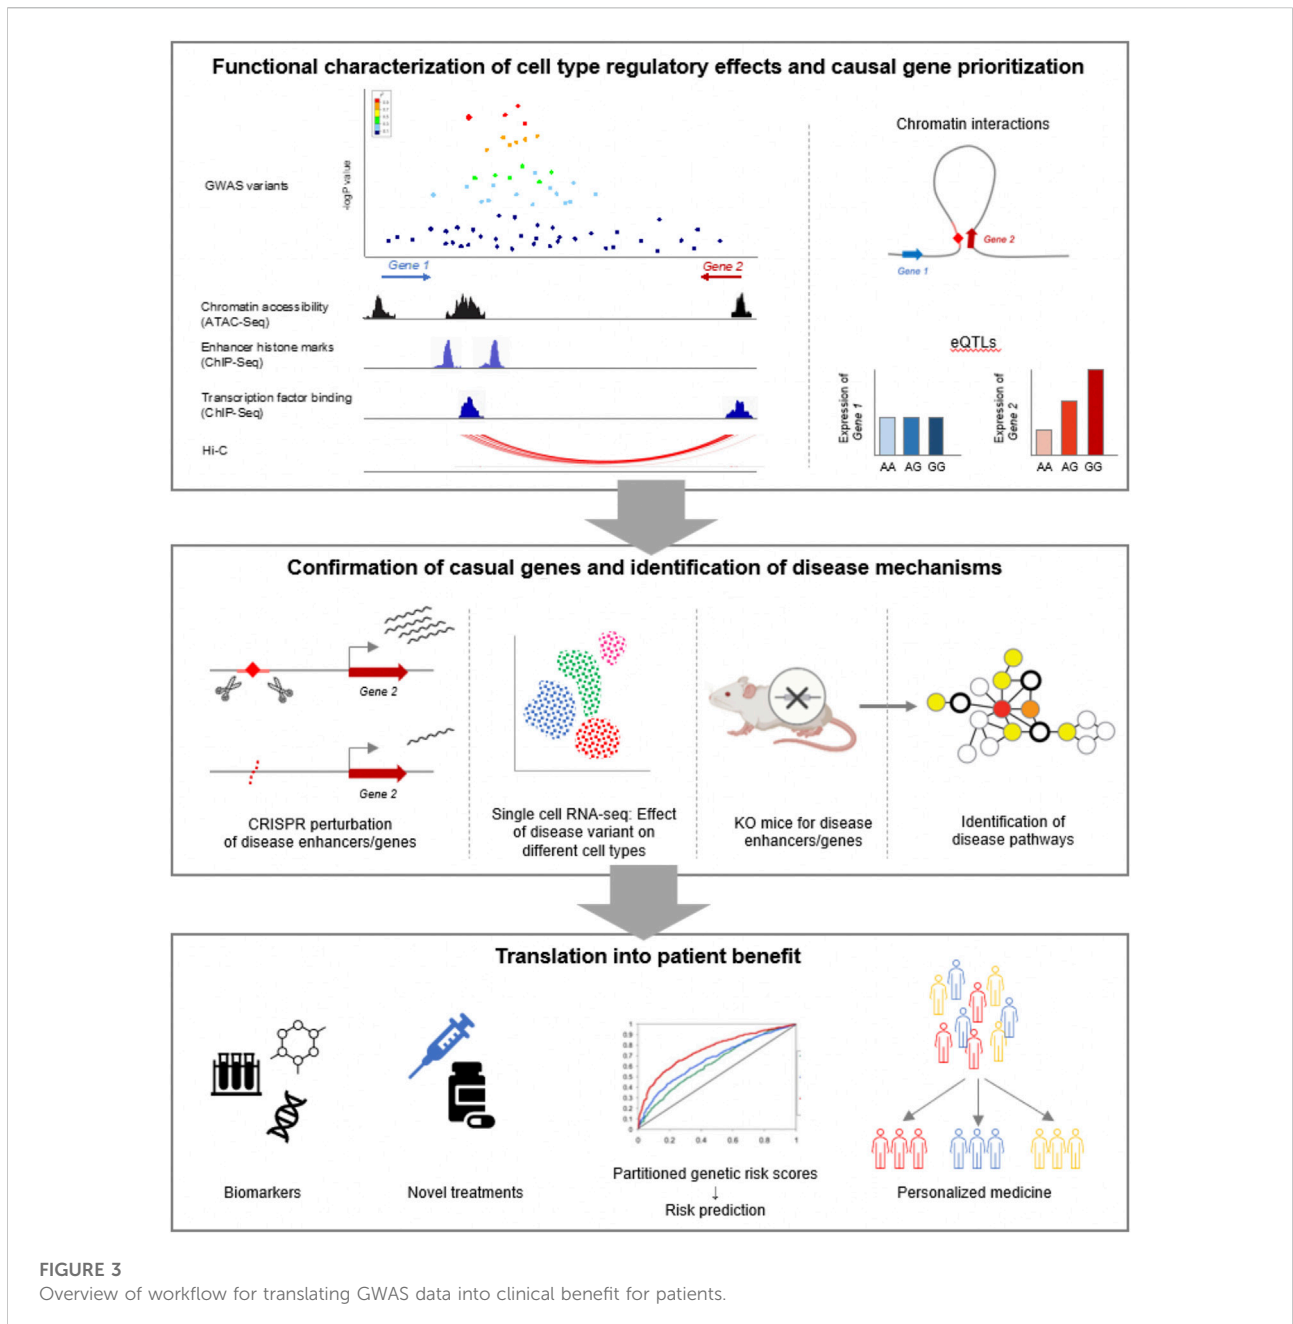 Functional characterization of cell type regulatory effects and causal gene prioritization
GWAS variants
-logP value
Gene 1
Gene 2
Chromatin accessibility
(ATAC-Seq)
Enhancer histone marks
(ChIP-Seq)
Transcription factor binding
(ChIP-Seq)
Hi-C
Chromatin interactions
Gene 2
Gene 1
eQTLs
Expression of
Gene 1
AA AG GG
Expression of
Gene 2
AA AG GG
Confirmation of casual genes and identification of disease mechanisms
Gene 2
Gene 2
CRISPR perturbation
of disease enhancers/genes
Single cell RNA-seq: Effect
of disease variant on
different cell types
KO mice for disease
enhancers/genes
Identification of
disease pathways
Translation into patient benefit
Biomarkers
Novel treatments
1
0.9
0.8
0.7
0.6
0.5
0.4
0.3
0.2
0.1
0
0 0.2 0.4 0.6 0.8 1
Partitioned genetic risk scores
↓
Risk prediction
Personalized medicine
FIGURE 3
Overview of workflow for translating GWAS data into clinical benefit for patients.